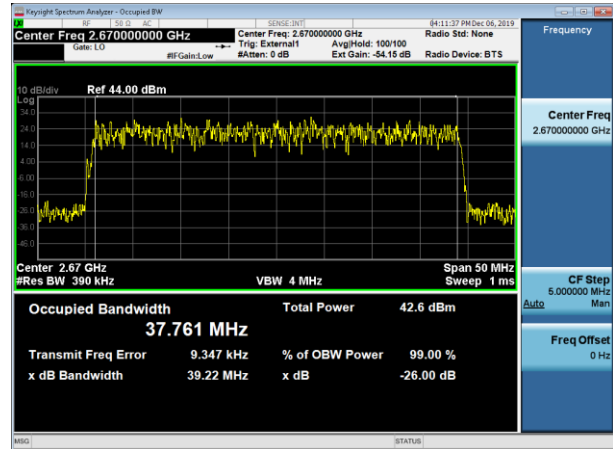 Keysight Spectrum Analyzer - Occupied BW
RF 50 Ω AC SENSE:INT 04:11:37 PM Dec 06, 2019
Center Freq 2.670000000 GHz Center Freq: 2.670000000 GHz Radio Std: None Frequency
Gate: LO Trig: External1 Avg|Hold: 100/100
#IFGain:Low #Atten: 0 dB Ext Gain: -54.15 dB Radio Device: BTS
10 dB/div Ref 44.00 dBm
Log
34.0
24.0
14.0
4.00
-6.00
-16.0
-26.0
-36.0
-46.0
Center 2.67 GHz Span 50 MHz
#Res BW 390 kHz VBW 4 MHz Sweep 1 ms
Occupied Bandwidth Total Power 42.6 dBm
37.761 MHz
Transmit Freq Error 9.347 kHz % of OBW Power 99.00 %
x dB Bandwidth 39.22 MHz x dB -26.00 dB
Center Freq
2.670000000 GHz
CF Step
5.000000 MHz
Auto Man
Freq Offset
0 Hz
MSG STATUS